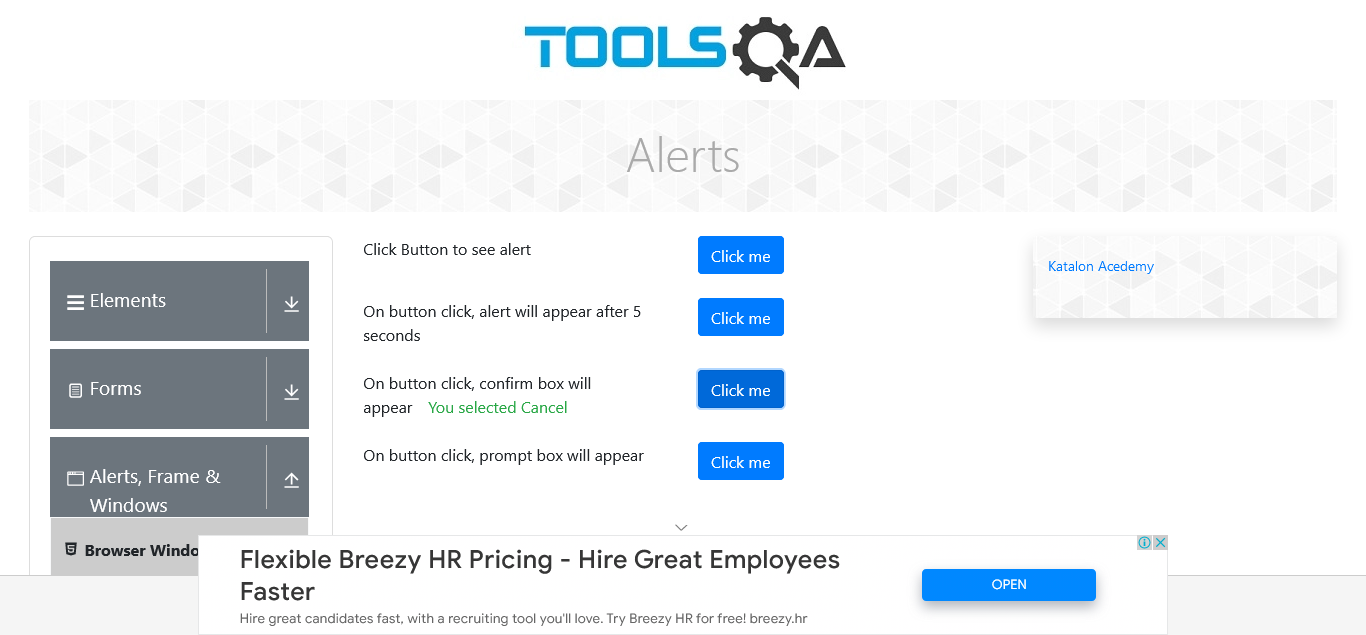 TOOLSQA
Alerts
Elements
Forms
Alerts, Frame &
Windows
Browser Windo
Click Button to see alert
Click me
On button click, alert will appear after 5
seconds
Click me
On button click, confirm box will
appear You selected Cancel
Click me
On button click, prompt box will appear
Click me
Katalon Acedemy
Flexible Breezy HR Pricing - Hire Great Employees
Faster
Hire great candidates fast, with a recruiting tool you'll love. Try Breezy HR for free! breezy.hr
OPEN